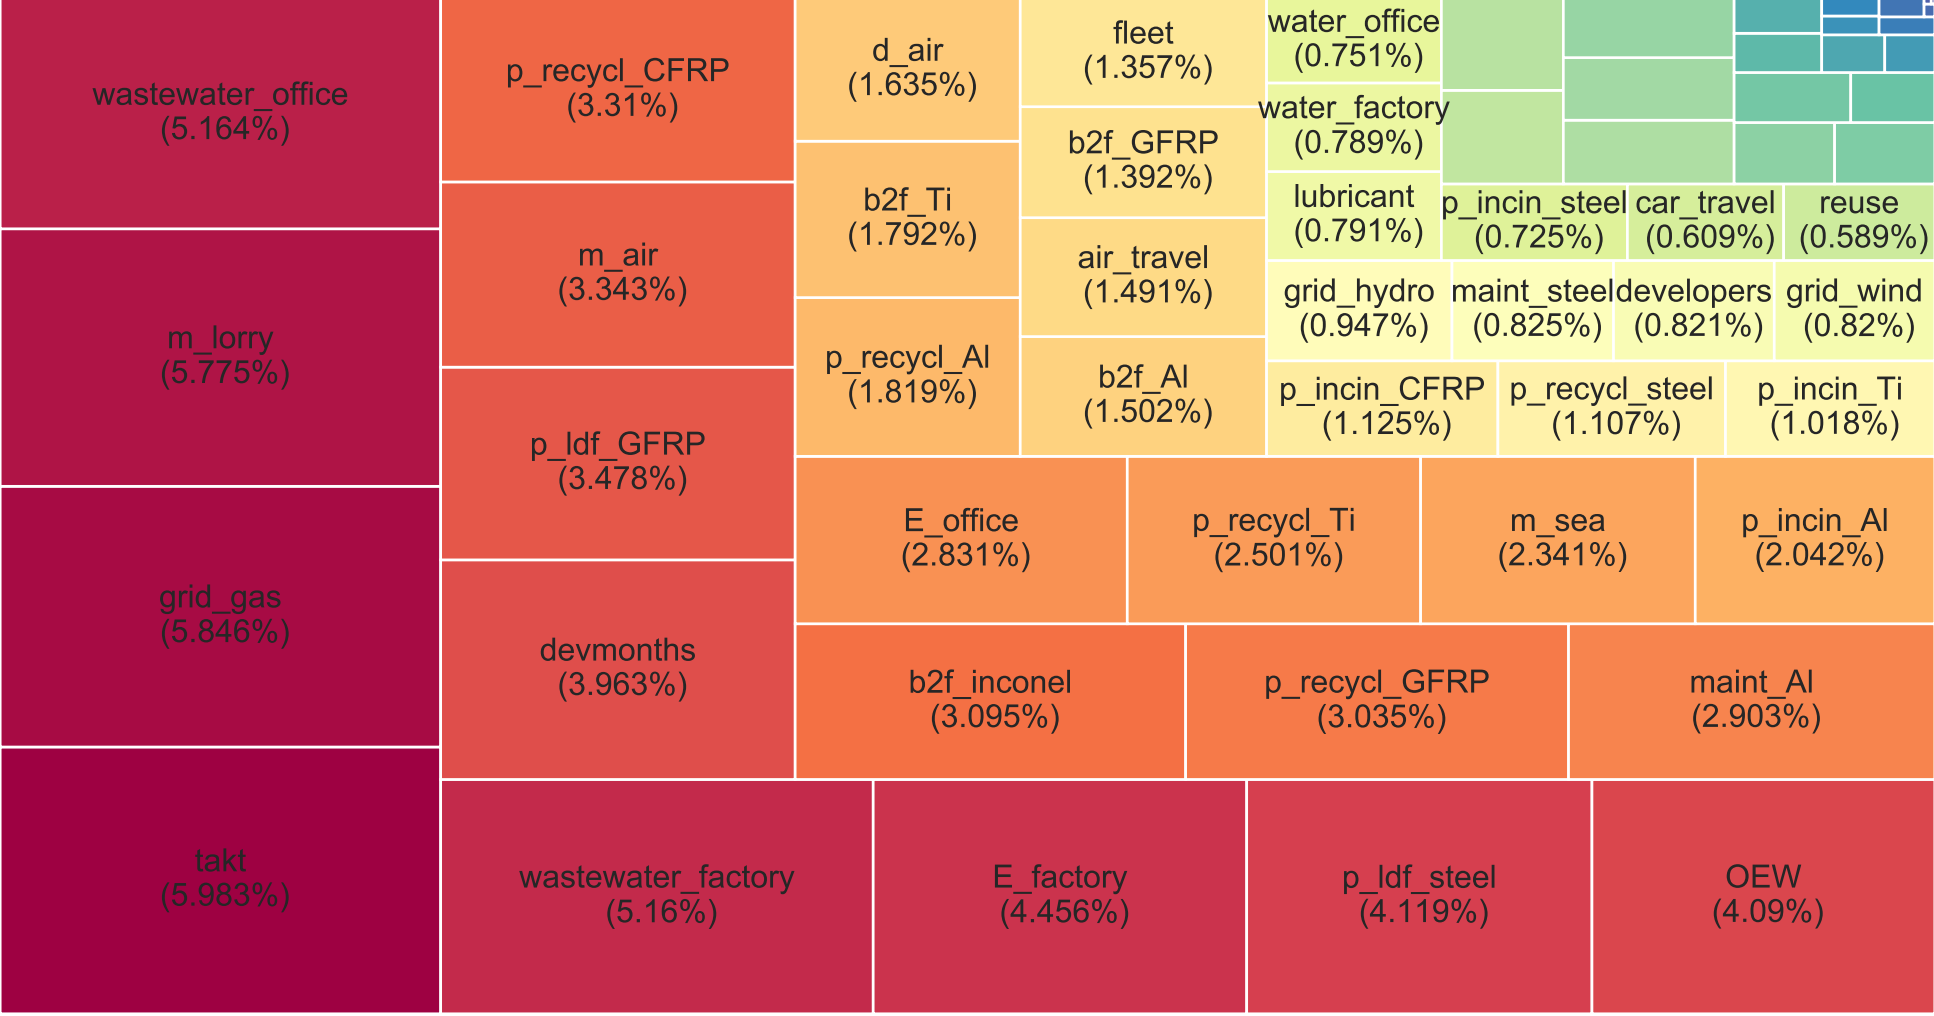 wastewater_office
(5.164%)
m_lorry
(5.775%)
grid_gas
(5.846%)
takt
(5.983%)
p_recycl_CFRP
(3.31%)
m_air
(3.343%)
p_ldf_GFRP
(3.478%)
devmonths
(3.963%)
d_air
(1.635%)
b2f_Ti
(1.792%)
p_recycl_Al
(1.819%)
fleet
(1.357%)
b2f_GFRP
(1.392%)
air_travel
(1.491%)
b2f_Al
(1.502%)
water_office
(0.751%)
water_factory
(0.789%)
lubricant
(0.791%)
p_incin_steel
(0.725%)
car_travel
(0.609%)
reuse
(0.589%)
grid_hydro
(0.947%)
maint_steel
(0.825%)
developers
(0.821%)
grid_wind
(0.82%)
p_incin_CFRP
(1.125%)
p_recycl_steel
(1.107%)
p_incin_Ti
(1.018%)
E_office
(2.831%)
p_recycl_Ti
(2.501%)
m_sea
(2.341%)
p_incin_Al
(2.042%)
b2f_inconel
(3.095%)
p_recycl_GFRP
(3.035%)
maint_Al
(2.903%)
wastewater_factory
(5.16%)
E_factory
(4.456%)
p_ldf_steel
(4.119%)
OEW
(4.09%)